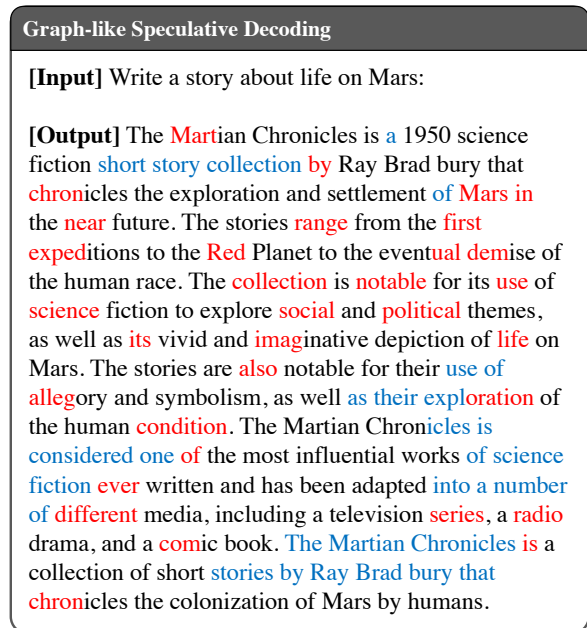 Graph-like Speculative Decoding
[Input] Write a story about life on Mars:
[Output] The Martian Chronicles is a 1950 science
fiction short story collection by Ray Brad bury that
chronicles the exploration and settlement of Mars in
the near future. The stories range from the first
expeditions to the Red Planet to the eventual demise of
the human race. The collection is notable for its use of
science fiction to explore social and political themes,
as well as its vivid and imaginative depiction of life on
Mars. The stories are also notable for their use of
allegory and symbolism, as well as their exploration of
the human condition. The Martian Chronicles is
considered one of the most influential works of science
fiction ever written and has been adapted into a number
of different media, including a television series, a radio
drama, and a comic book. The Martian Chronicles is a
collection of short stories by Ray Brad bury that
chronicles the colonization of Mars by humans.